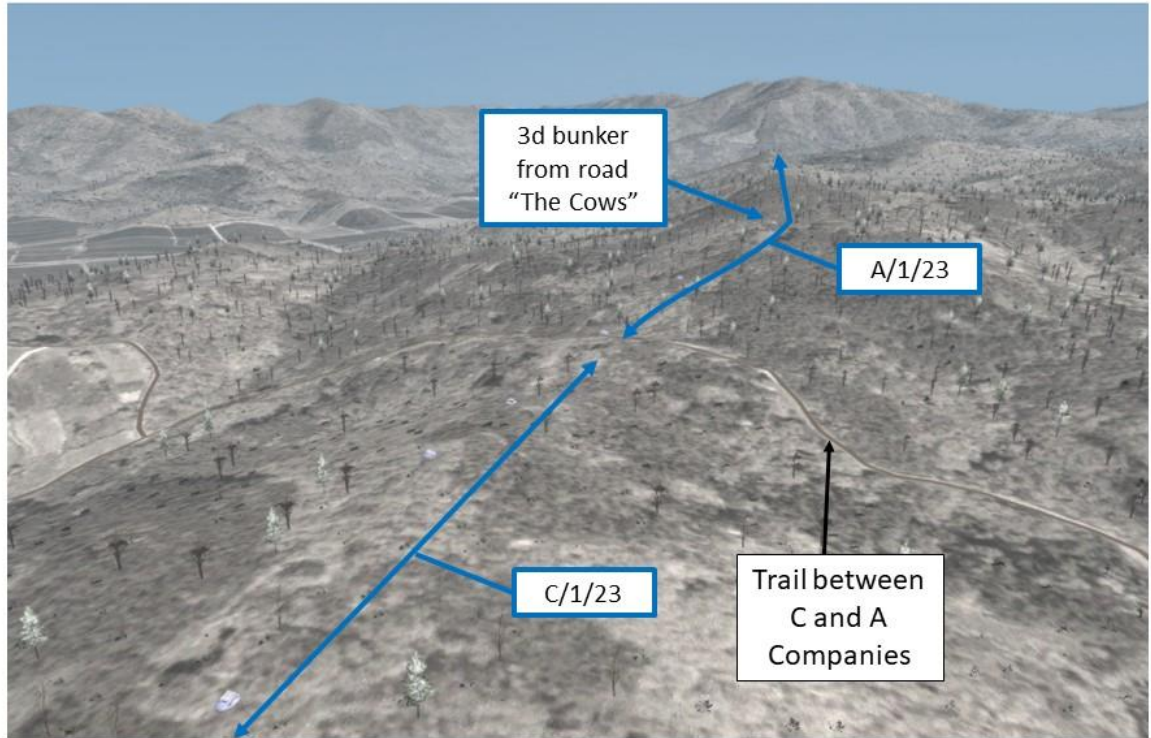 3d bunker
from road
“The Cows”
A/1/23
C/1/23
Trail between
C and A
Companies